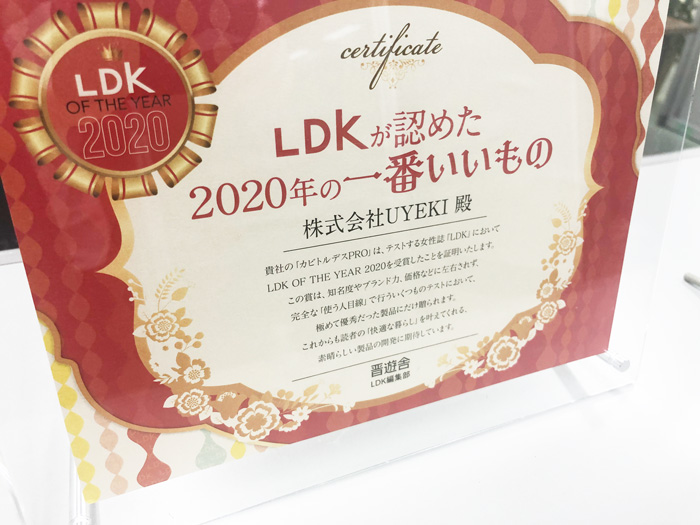 LDK
OF THE YEAR
2020
certificate
LDKが認めた
2020年の一番いいもの
株式会社UYEKI 殿
貴社の「カビトルデスPRO」は、テストする女性誌「LDK」において
LDK OF THE YEAR 2020を受賞したことを証明いたします。
この賞は、知名度やブランド力、価格などに左右されず、
完全な「使う人目線」で行ういくつものテストにおいて、
極めて優秀だった製品にだけ贈られます。
これからも読者の「快適な暮らし」を叶えてくれる、
素晴らしい製品の開発に期待しています。
晋遊舎
LDK編集部